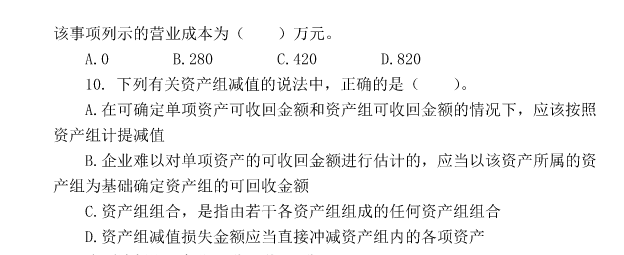 该事项列示的营业成本为（　　）万元。
A.0　　B.280　　C.420　　D.820
10. 下列有关资产组减值的说法中，正确的是（　　）。
A.在可确定单项资产可收回金额和资产组可收回金额的情况下，应该按照
资产组计提减值
B.企业难以对单项资产的可收回金额进行估计的，应当以该资产所属的资
产组为基础确定资产组的可回收金额
C.资产组组合，是指由若干各资产组组成的任何资产组组合
D.资产组减值损失金额应当直接冲减资产组内的各项资产